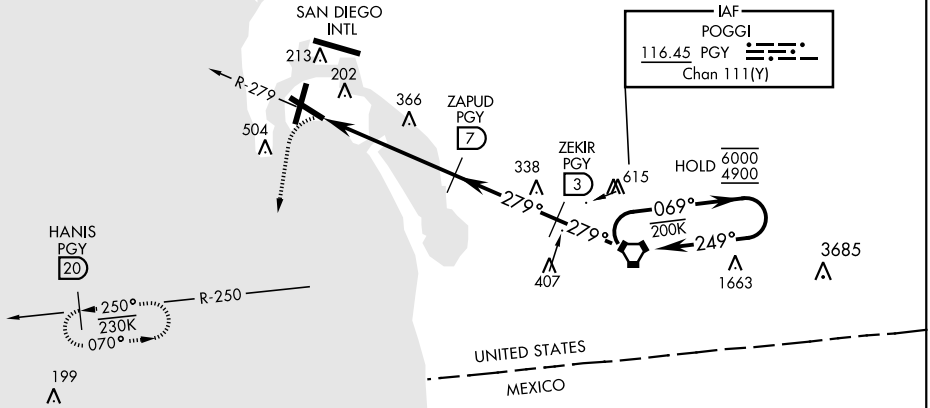 SAN DIEGO
INTL
213
202
R-279
504
366
ZAPUD
PGY
7
IAF
POGGI
116.45 PGY
Chan 111(Y)
ZEKIR
PGY
3
338
615
HOLD 6000
4900
069°
200K
249°
279°
279°
407
1663
3685
HANIS
PGY
20
250°
230K
070°
R-250
199
UNITED STATES
MEXICO